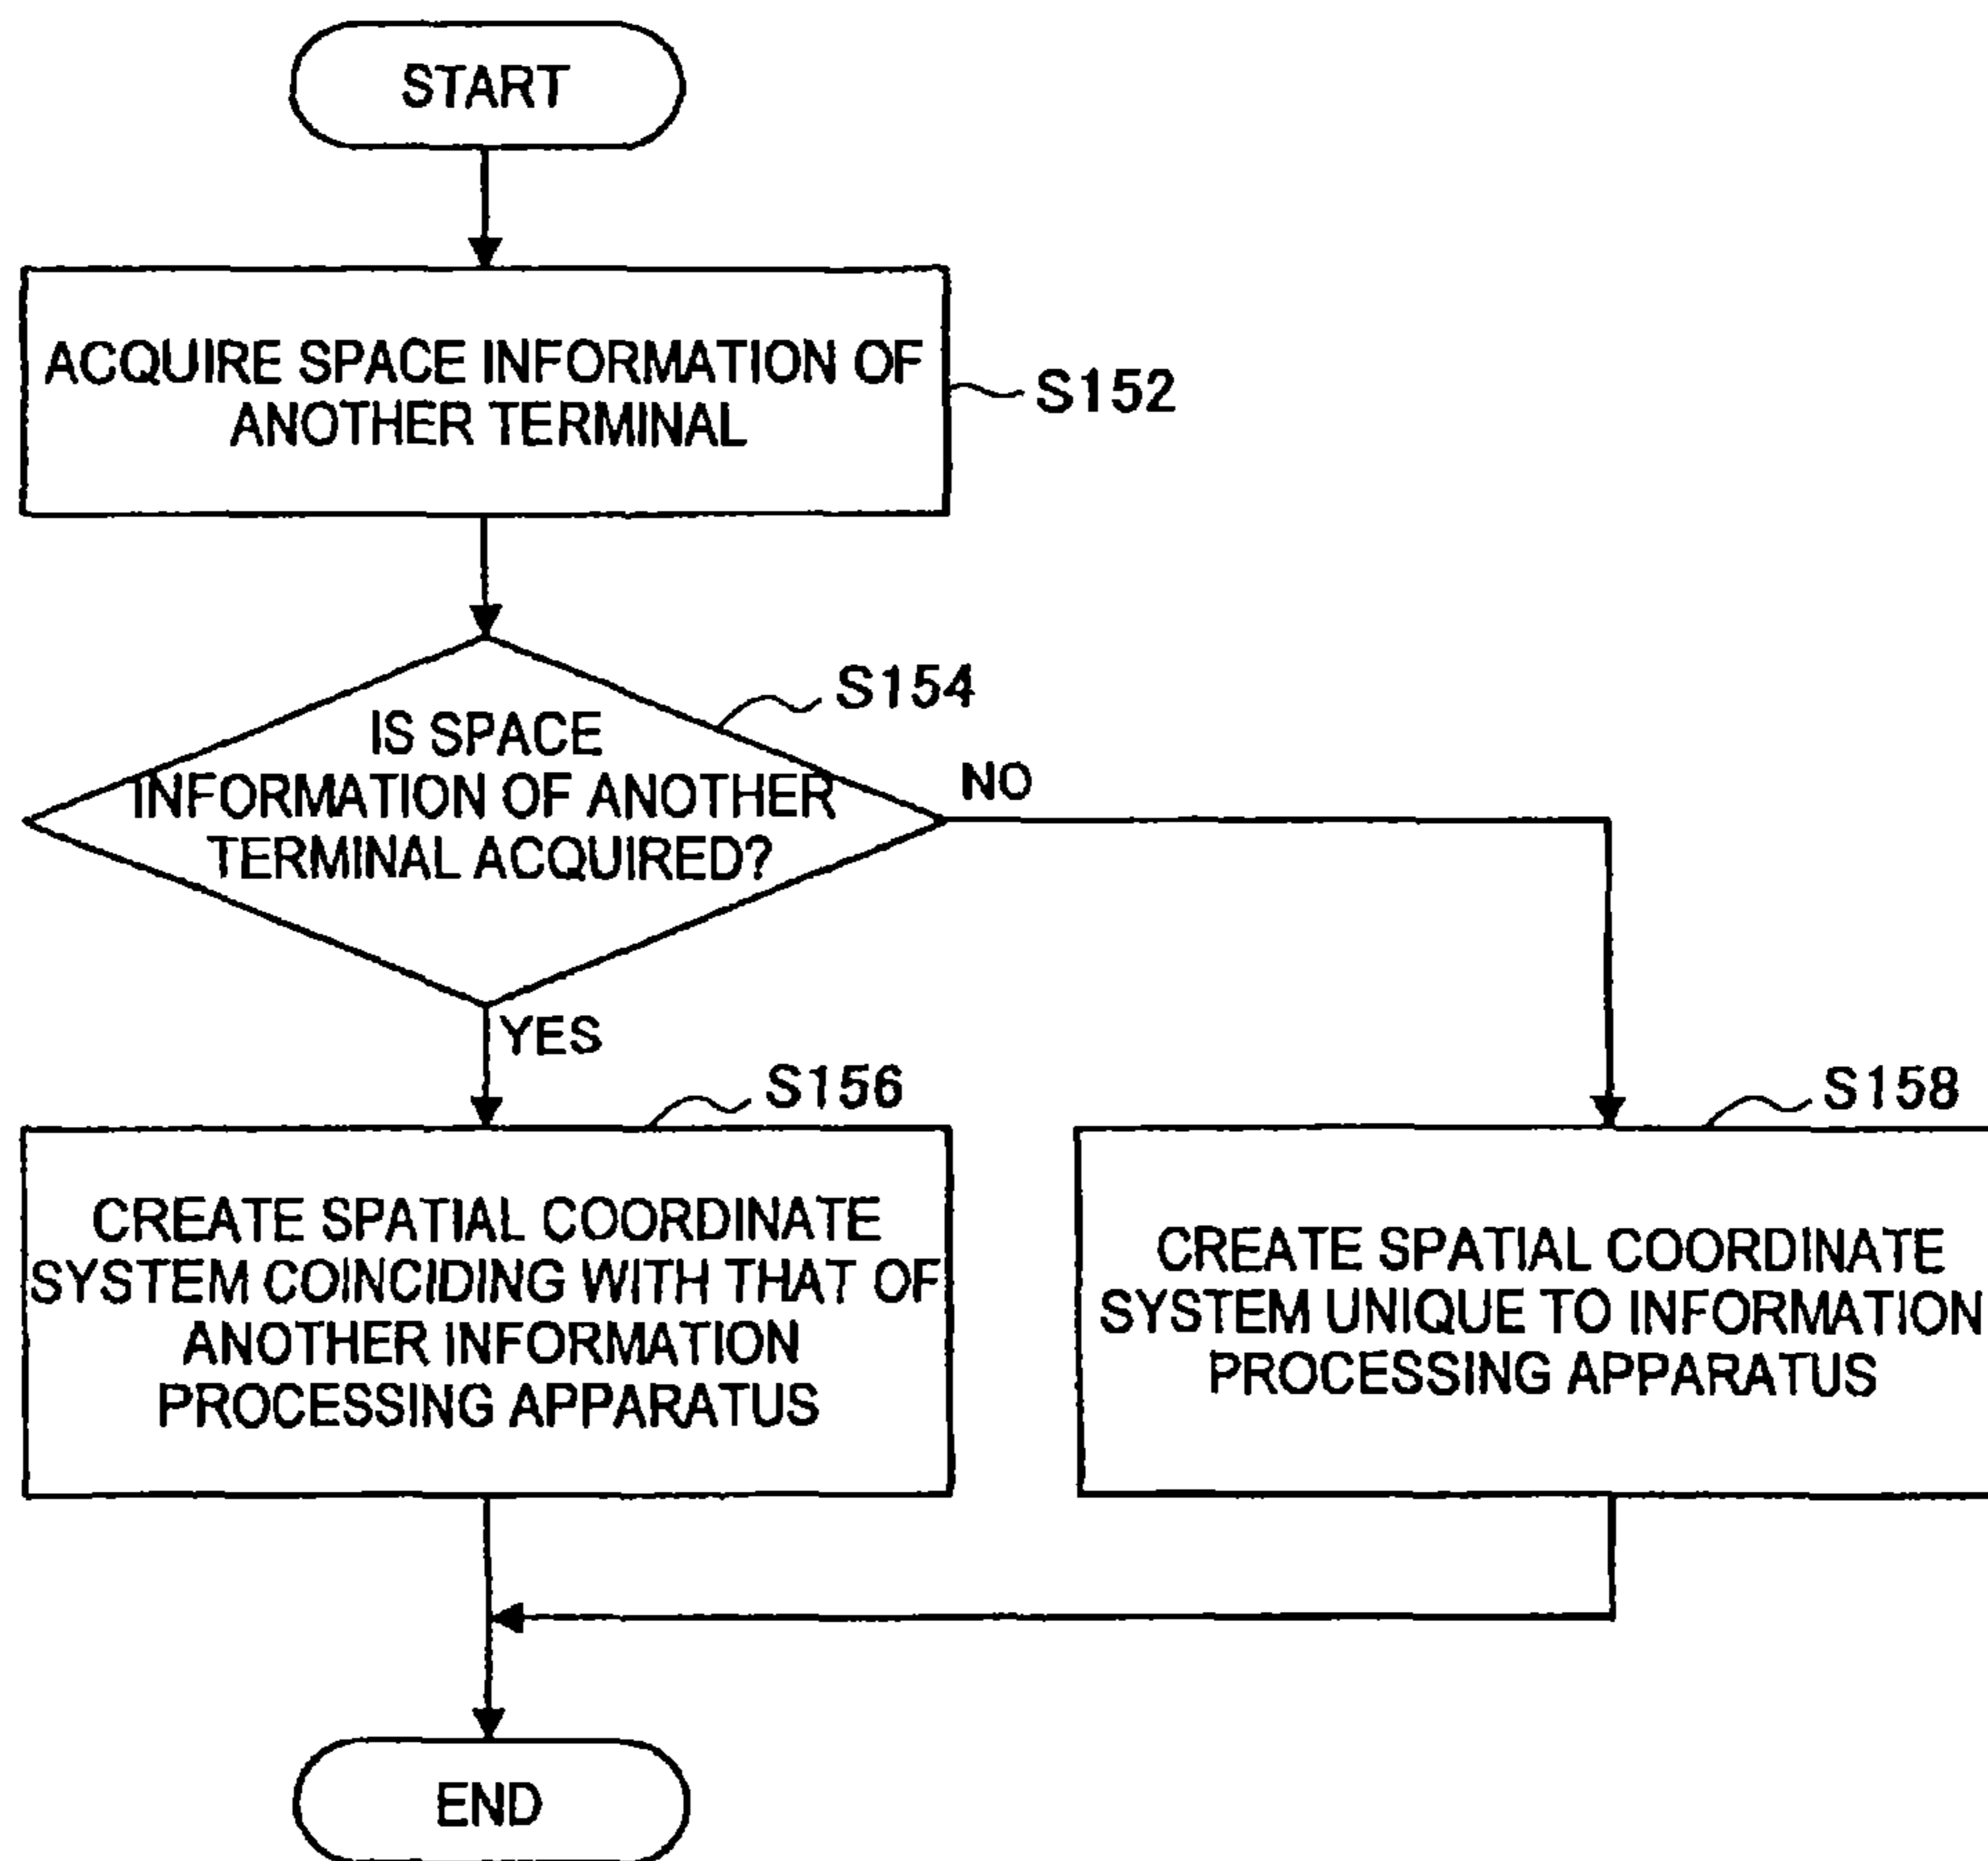 START
ACQUIRE SPACE INFORMATION OF
ANOTHER TERMINAL
S152
S154
IS SPACE
INFORMATION OF ANOTHER
TERMINAL ACQUIRED?
NO
YES
S156
CREATE SPATIAL COORDINATE
SYSTEM COINCIDING WITH THAT OF
ANOTHER INFORMATION
PROCESSING APPARATUS
S158
CREATE SPATIAL COORDINATE
SYSTEM UNIQUE TO INFORMATION
PROCESSING APPARATUS
END